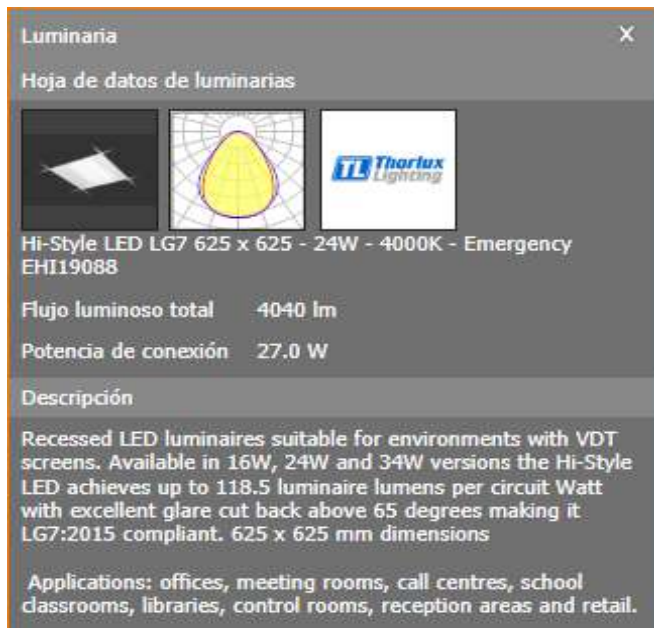 Luminaria X
Hoja de datos de luminarias
TL Thorlux Lighting
Hi-Style LED LG7 625 x 625 - 24W - 4000K - Emergency
EHI19088
Flujo luminoso total 4040 lm
Potencia de conexión 27.0 W
Descripción
Recessed LED luminaires suitable for environments with VDT
screens. Available in 16W, 24W and 34W versions the Hi-Style
LED achieves up to 118.5 luminaire lumens per circuit Watt
with excellent glare cut back above 65 degrees making it
LG7:2015 compliant. 625 x 625 mm dimensions
Applications: offices, meeting rooms, call centres, school
classrooms, libraries, control rooms, reception areas and retail.